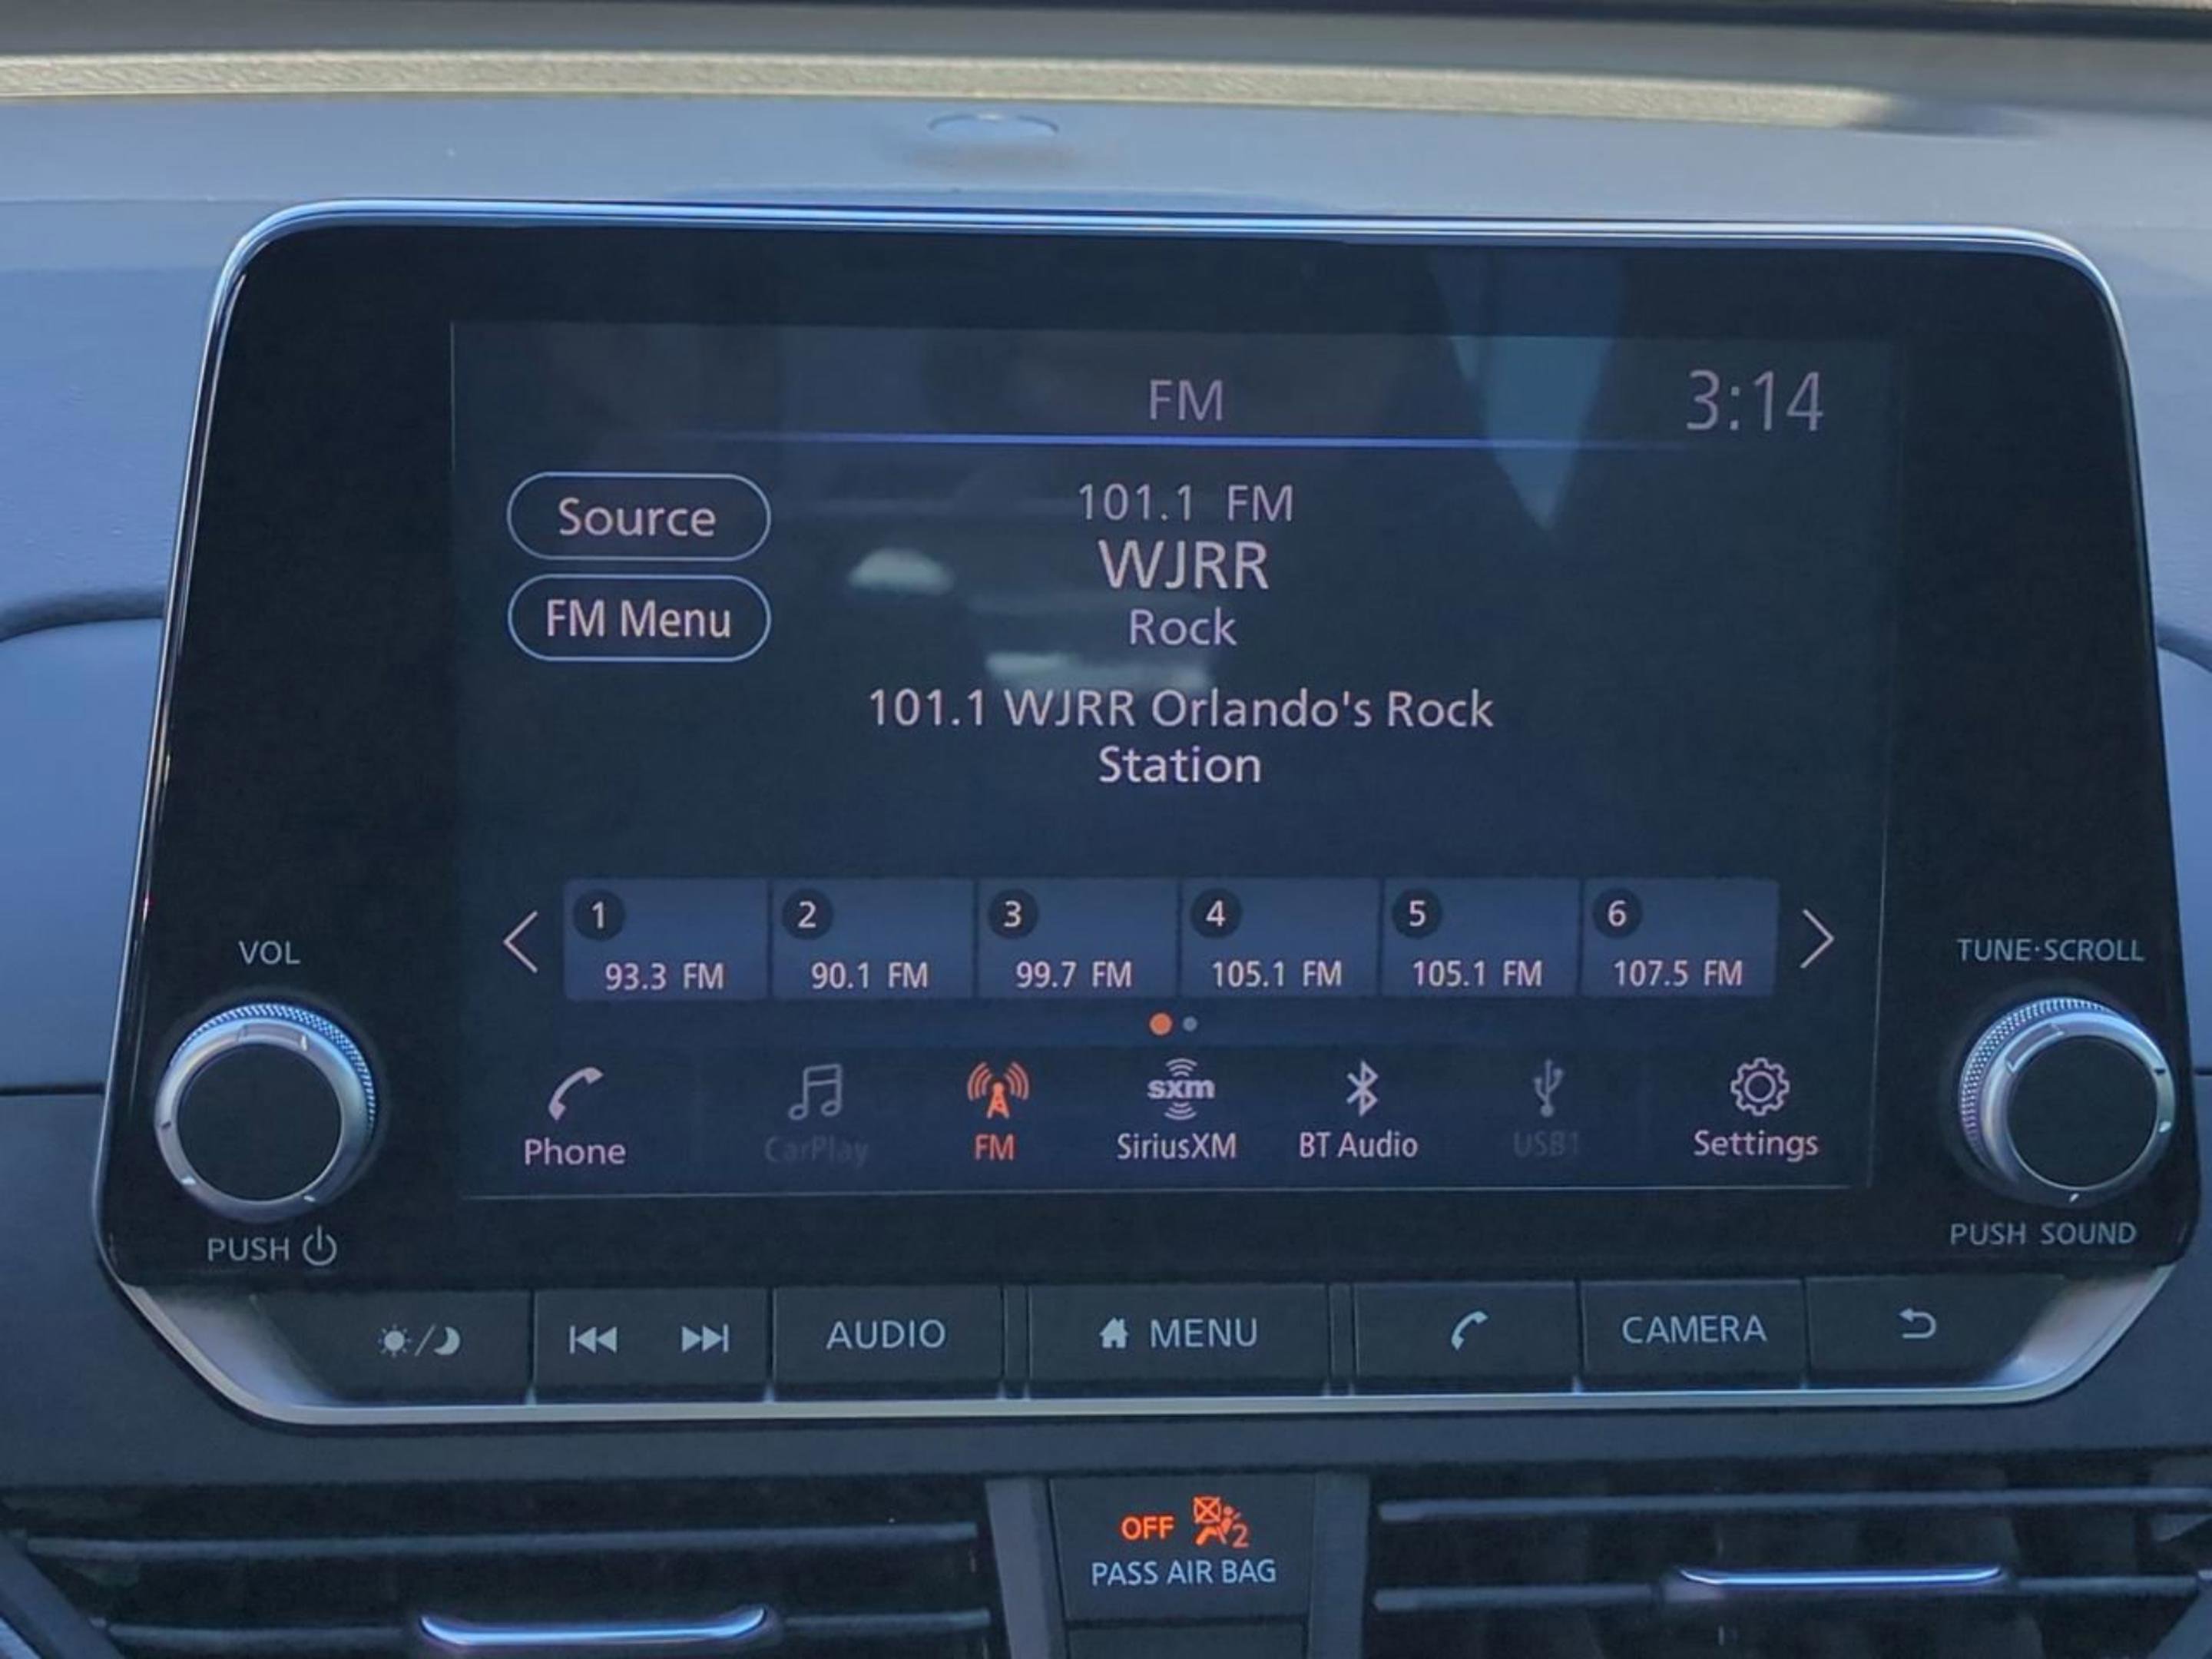 FM
3:14
Source
101.1 FM
WJRR
FM Menu
Rock
101.1 WJRR Orlando's Rock
Station
1 2 3 4 5 6
93.3 FM 90.1 FM 99.7 FM 105.1 FM 105.1 FM 107.5 FM
VOL
TUNE·SCROLL
sxm
Phone CarPlay FM SiriusXM BT Audio USB1 Settings
PUSH
PUSH SOUND
AUDIO MENU CAMERA
OFF 2
PASS AIR BAG